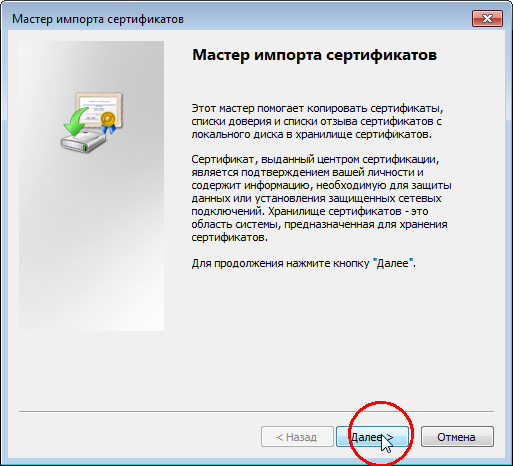 Мастер импорта сертификатов
Мастер импорта сертификатов
Этот мастер помогает копировать сертификаты,
списки доверия и списки отзыва сертификатов с
локального диска в хранилище сертификатов.
Сертификат, выданный центром сертификации,
является подтверждением вашей личности и
содержит информацию, необходимую для защиты
данных или установления защищенных сетевых
подключений. Хранилище сертификатов - это
область системы, предназначенная для хранения
сертификатов.
Для продолжения нажмите кнопку "Далее".
< Назад
Далее >
Отмена